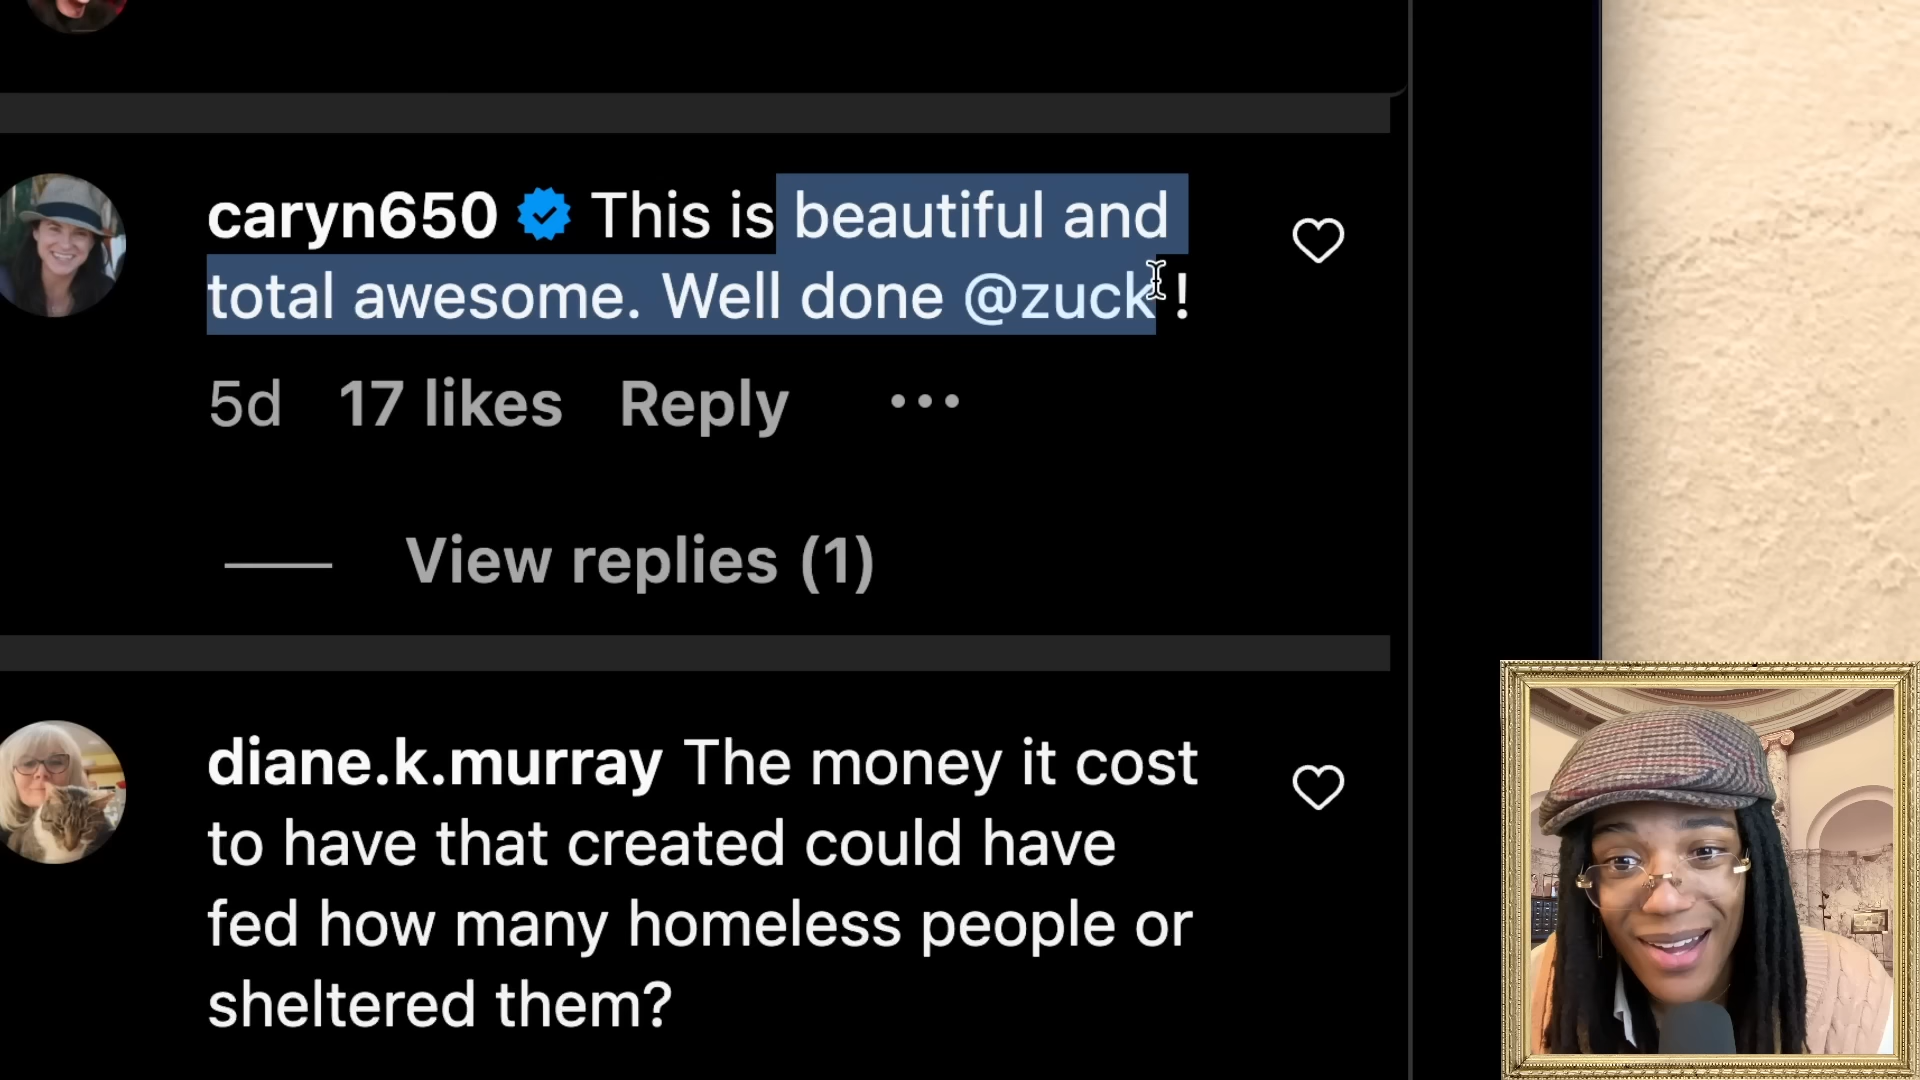 caryn650 This is beautiful and
total awesome. Well done @zuck !
5d 17 likes Reply •••
View replies (1)
diane.k.murray The money it cost
to have that created could have
fed how many homeless people or
sheltered them?